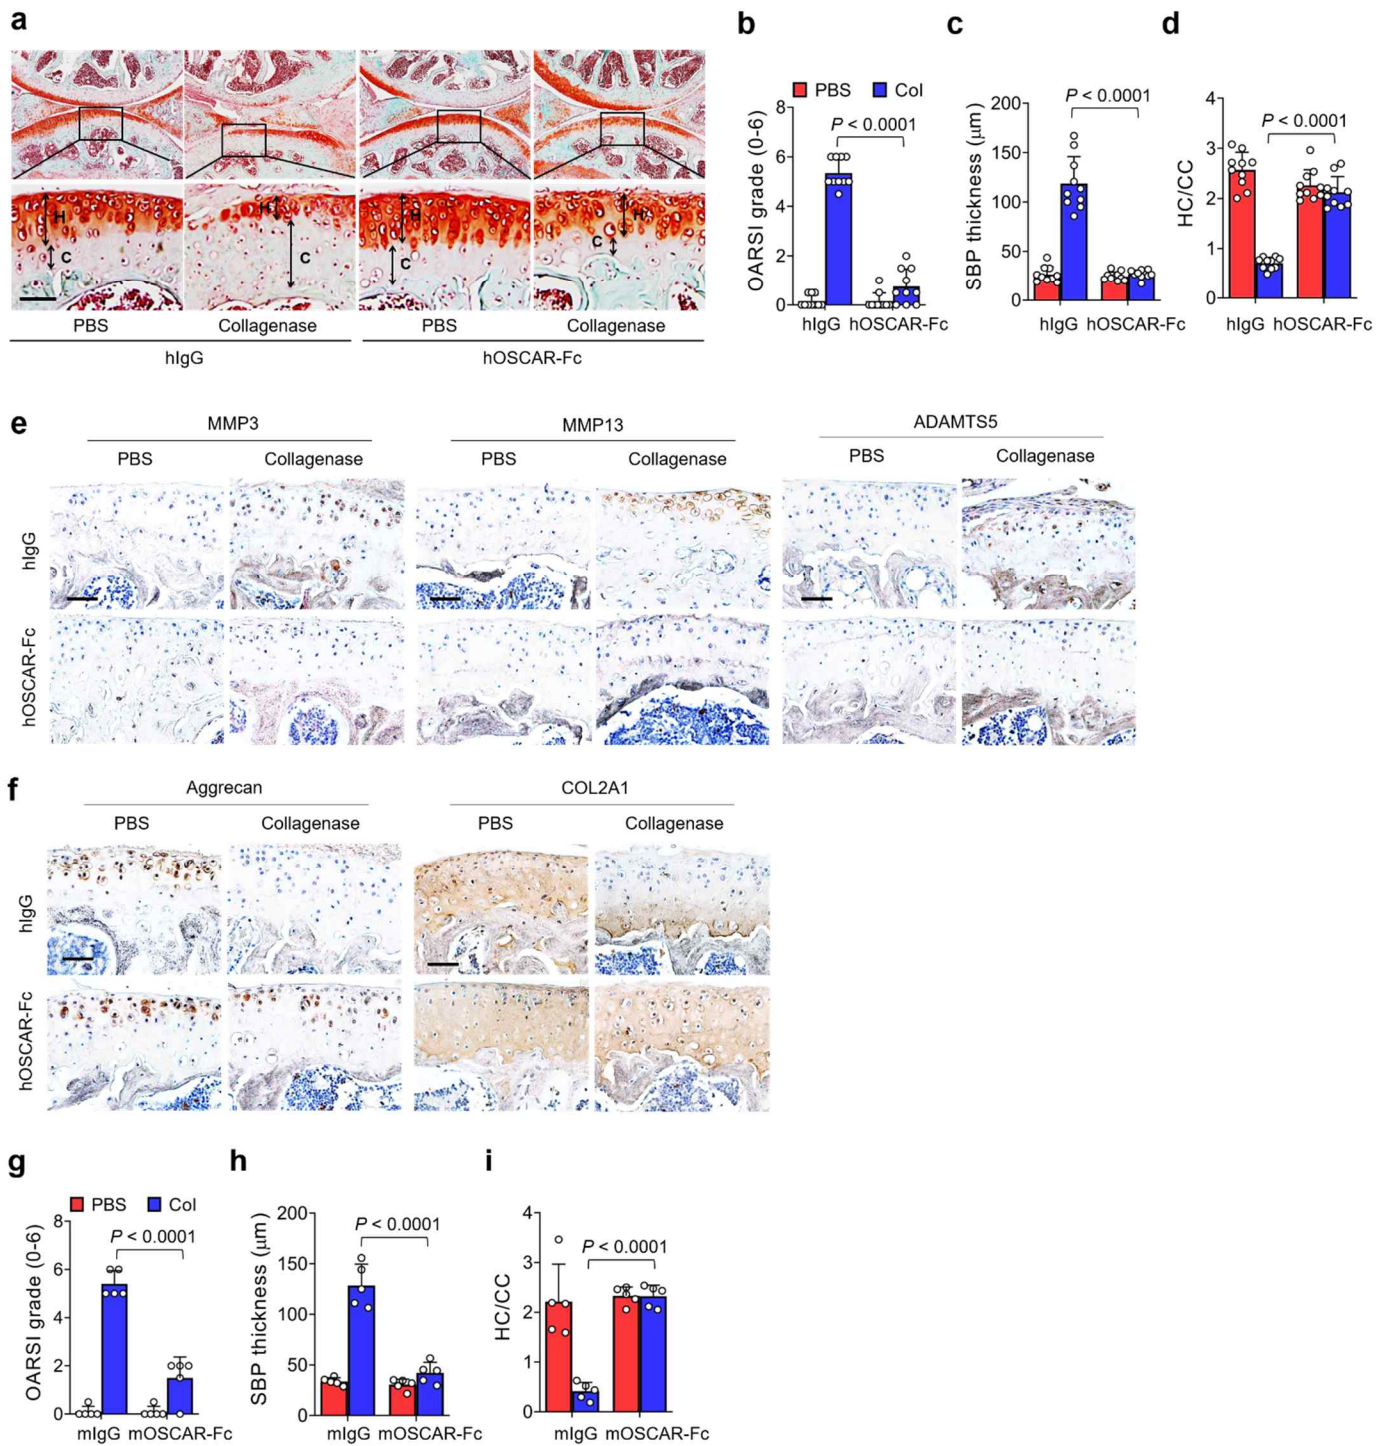 a
H
C
H
C
H
C
H
C
PBS
Collagenase
PBS
Collagenase
hIgG
hOSCAR-Fc
b
PBS
Col
OARSI grade (0-6)
8
6
4
2
0
P < 0.0001
hIgG
hOSCAR-Fc
c
SBP thickness (μm)
200
150
100
50
0
P < 0.0001
hIgG
hOSCAR-Fc
d
HC/CC
4
3
2
1
0
P < 0.0001
hIgG
hOSCAR-Fc
e
MMP3
MMP13
ADAMTS5
PBS
Collagenase
PBS
Collagenase
PBS
Collagenase
hIgG
hOSCAR-Fc
f
Aggrecan
COL2A1
PBS
Collagenase
PBS
Collagenase
hIgG
hOSCAR-Fc
g
PBS
Col
OARSI grade (0-6)
8
6
4
2
0
P < 0.0001
mIgG
mOSCAR-Fc
h
SBP thickness (μm)
200
150
100
50
0
P < 0.0001
mIgG
mOSCAR-Fc
i
HC/CC
4
3
2
1
0
P < 0.0001
mIgG
mOSCAR-Fc